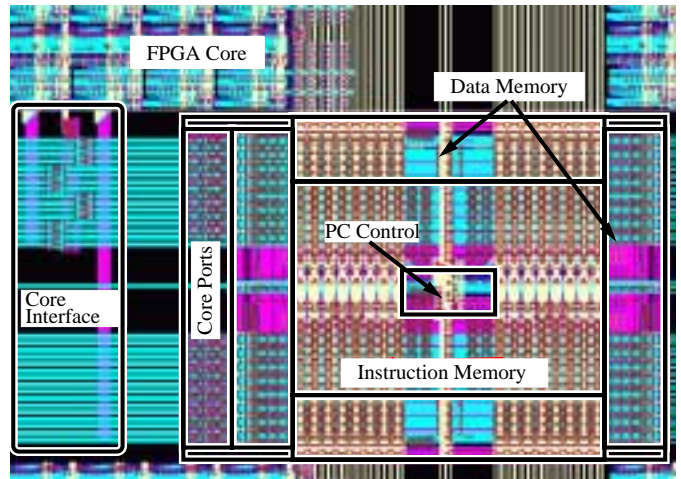 FPGA Core
Data Memory
PC Control
Core Ports
Core
Interface
Instruction Memory